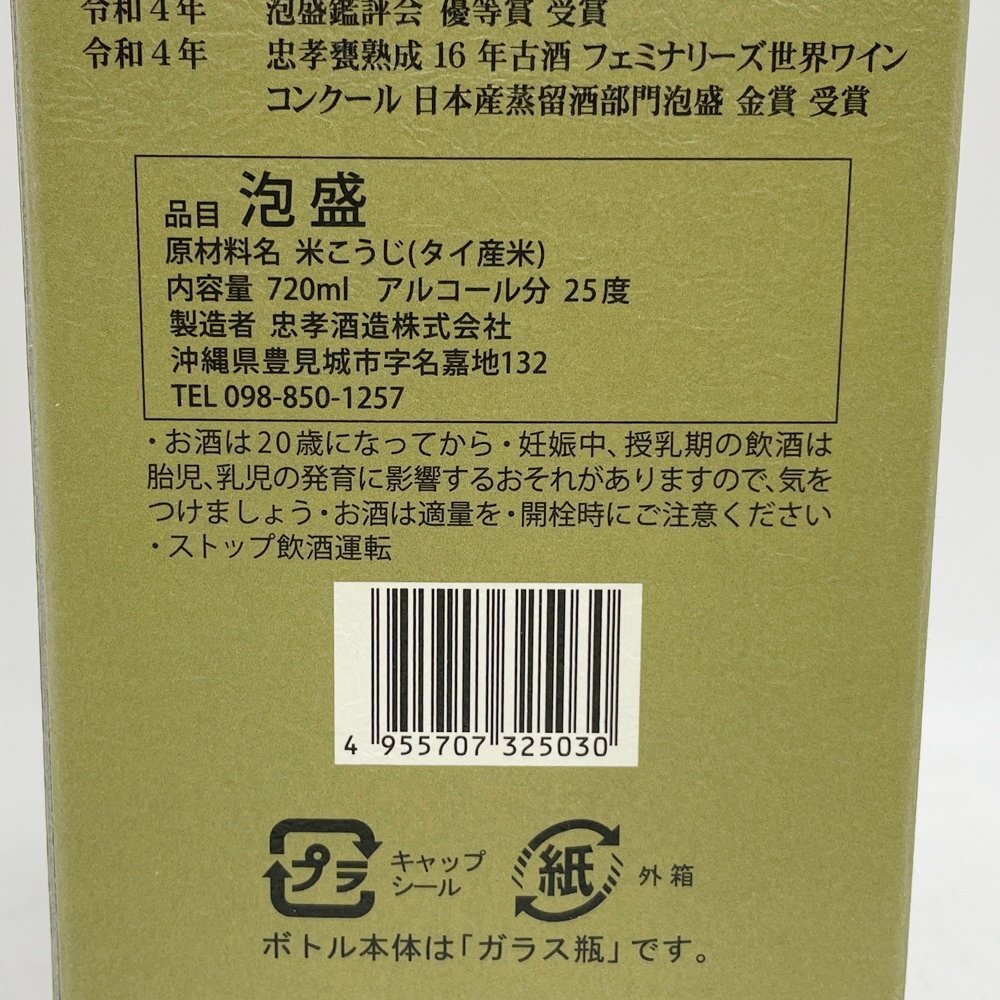 令和４年 泡盛鑑評会 優等賞 受賞
令和４年 忠孝甕熟成 16 年古酒 フェミナリーズ世界ワイン
コンクール 日本産蒸留酒部門泡盛 金賞 受賞
品目 泡盛
原材料名 米こうじ(タイ産米)
内容量 720ml アルコール分 25度
製造者 忠孝酒造株式会社
沖縄県豊見城市字名嘉地132
TEL 098-850-1257
・お酒は20歳になってから・妊娠中、授乳期の飲酒は
胎児、乳児の発育に影響するおそれがありますので、気を
つけましょう・お酒は適量を・開栓時にご注意ください
・ストップ飲酒運転
4 955707 325030
プラ キャップ
シール
紙 外箱
ボトル本体は「ガラス瓶」です。